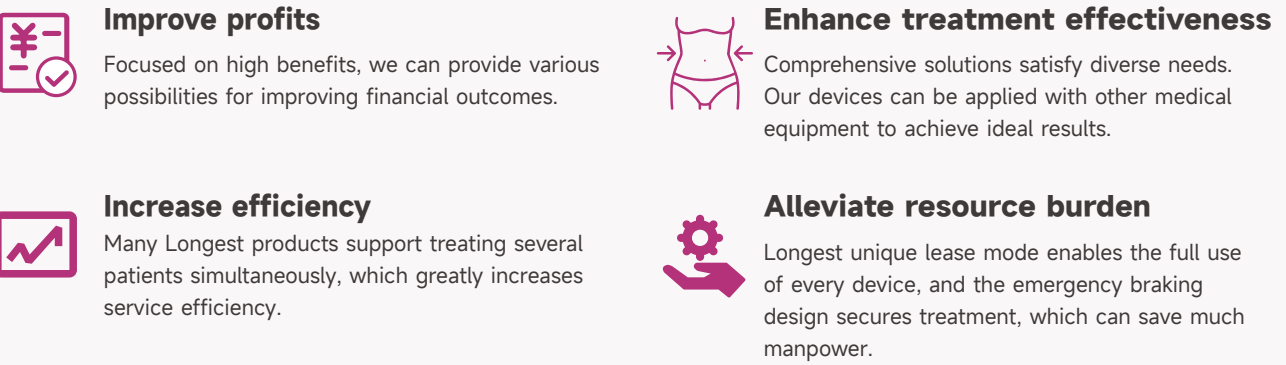 Improve profits
Focused on high benefits, we can provide various
possibilities for improving financial outcomes.
Enhance treatment effectiveness
Comprehensive solutions satisfy diverse needs.
Our devices can be applied with other medical
equipment to achieve ideal results.
Increase efficiency
Many Longest products support treating several
patients simultaneously, which greatly increases
service efficiency.
Alleviate resource burden
Longest unique lease mode enables the full use
of every device, and the emergency braking
design secures treatment, which can save much
manpower.